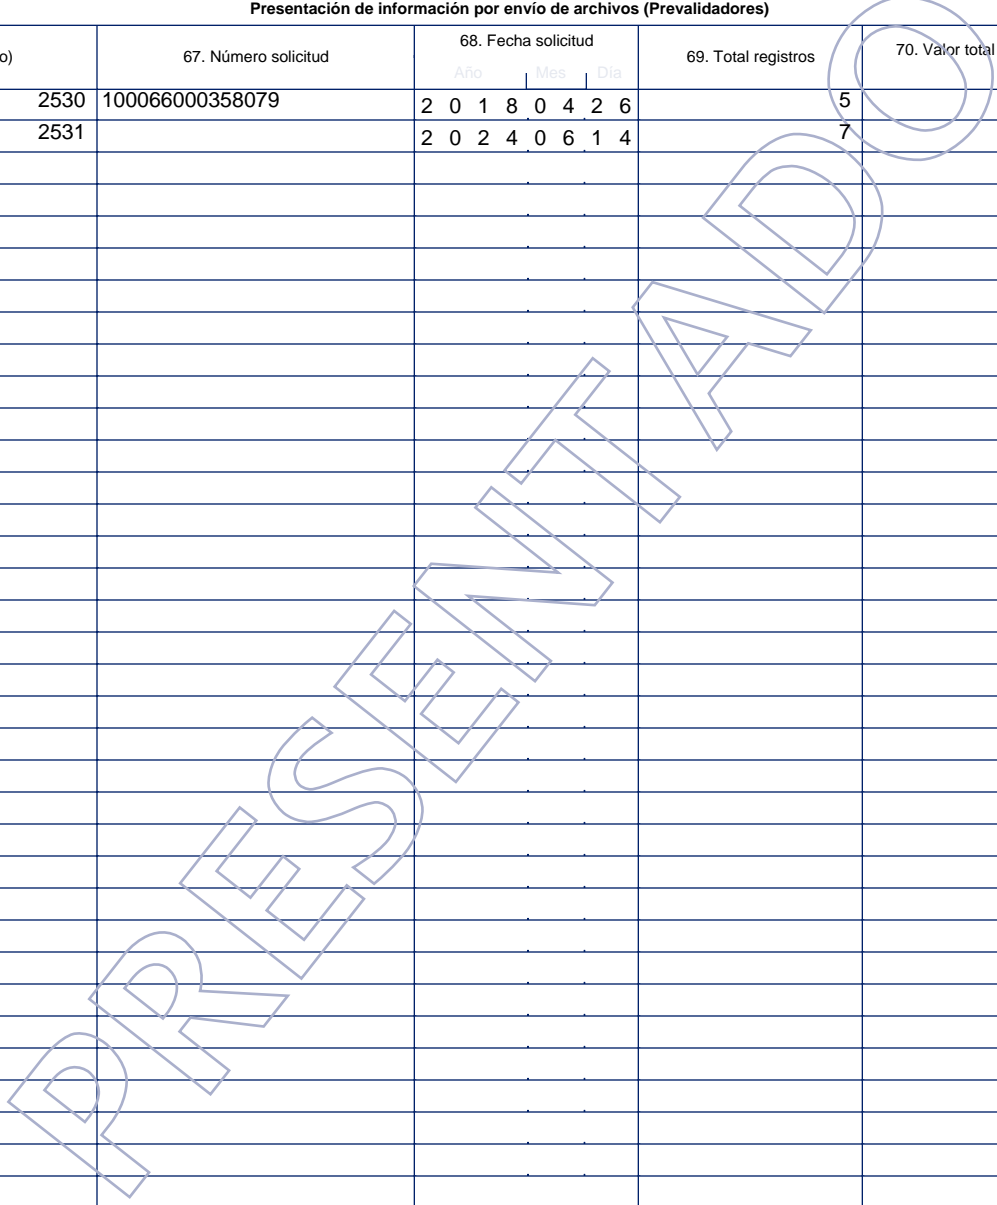 Presentación de información por envío de archivos (Prevalidadores)
o) 67. Número solicitud 68. Fecha solicitud 69. Total registros 70. Valor total
Año Mes Día
2530 100066000358079 2 0 1 8 0 4 2 6 5
2531 2 0 2 4 0 6 1 4 7
PRESENTADO